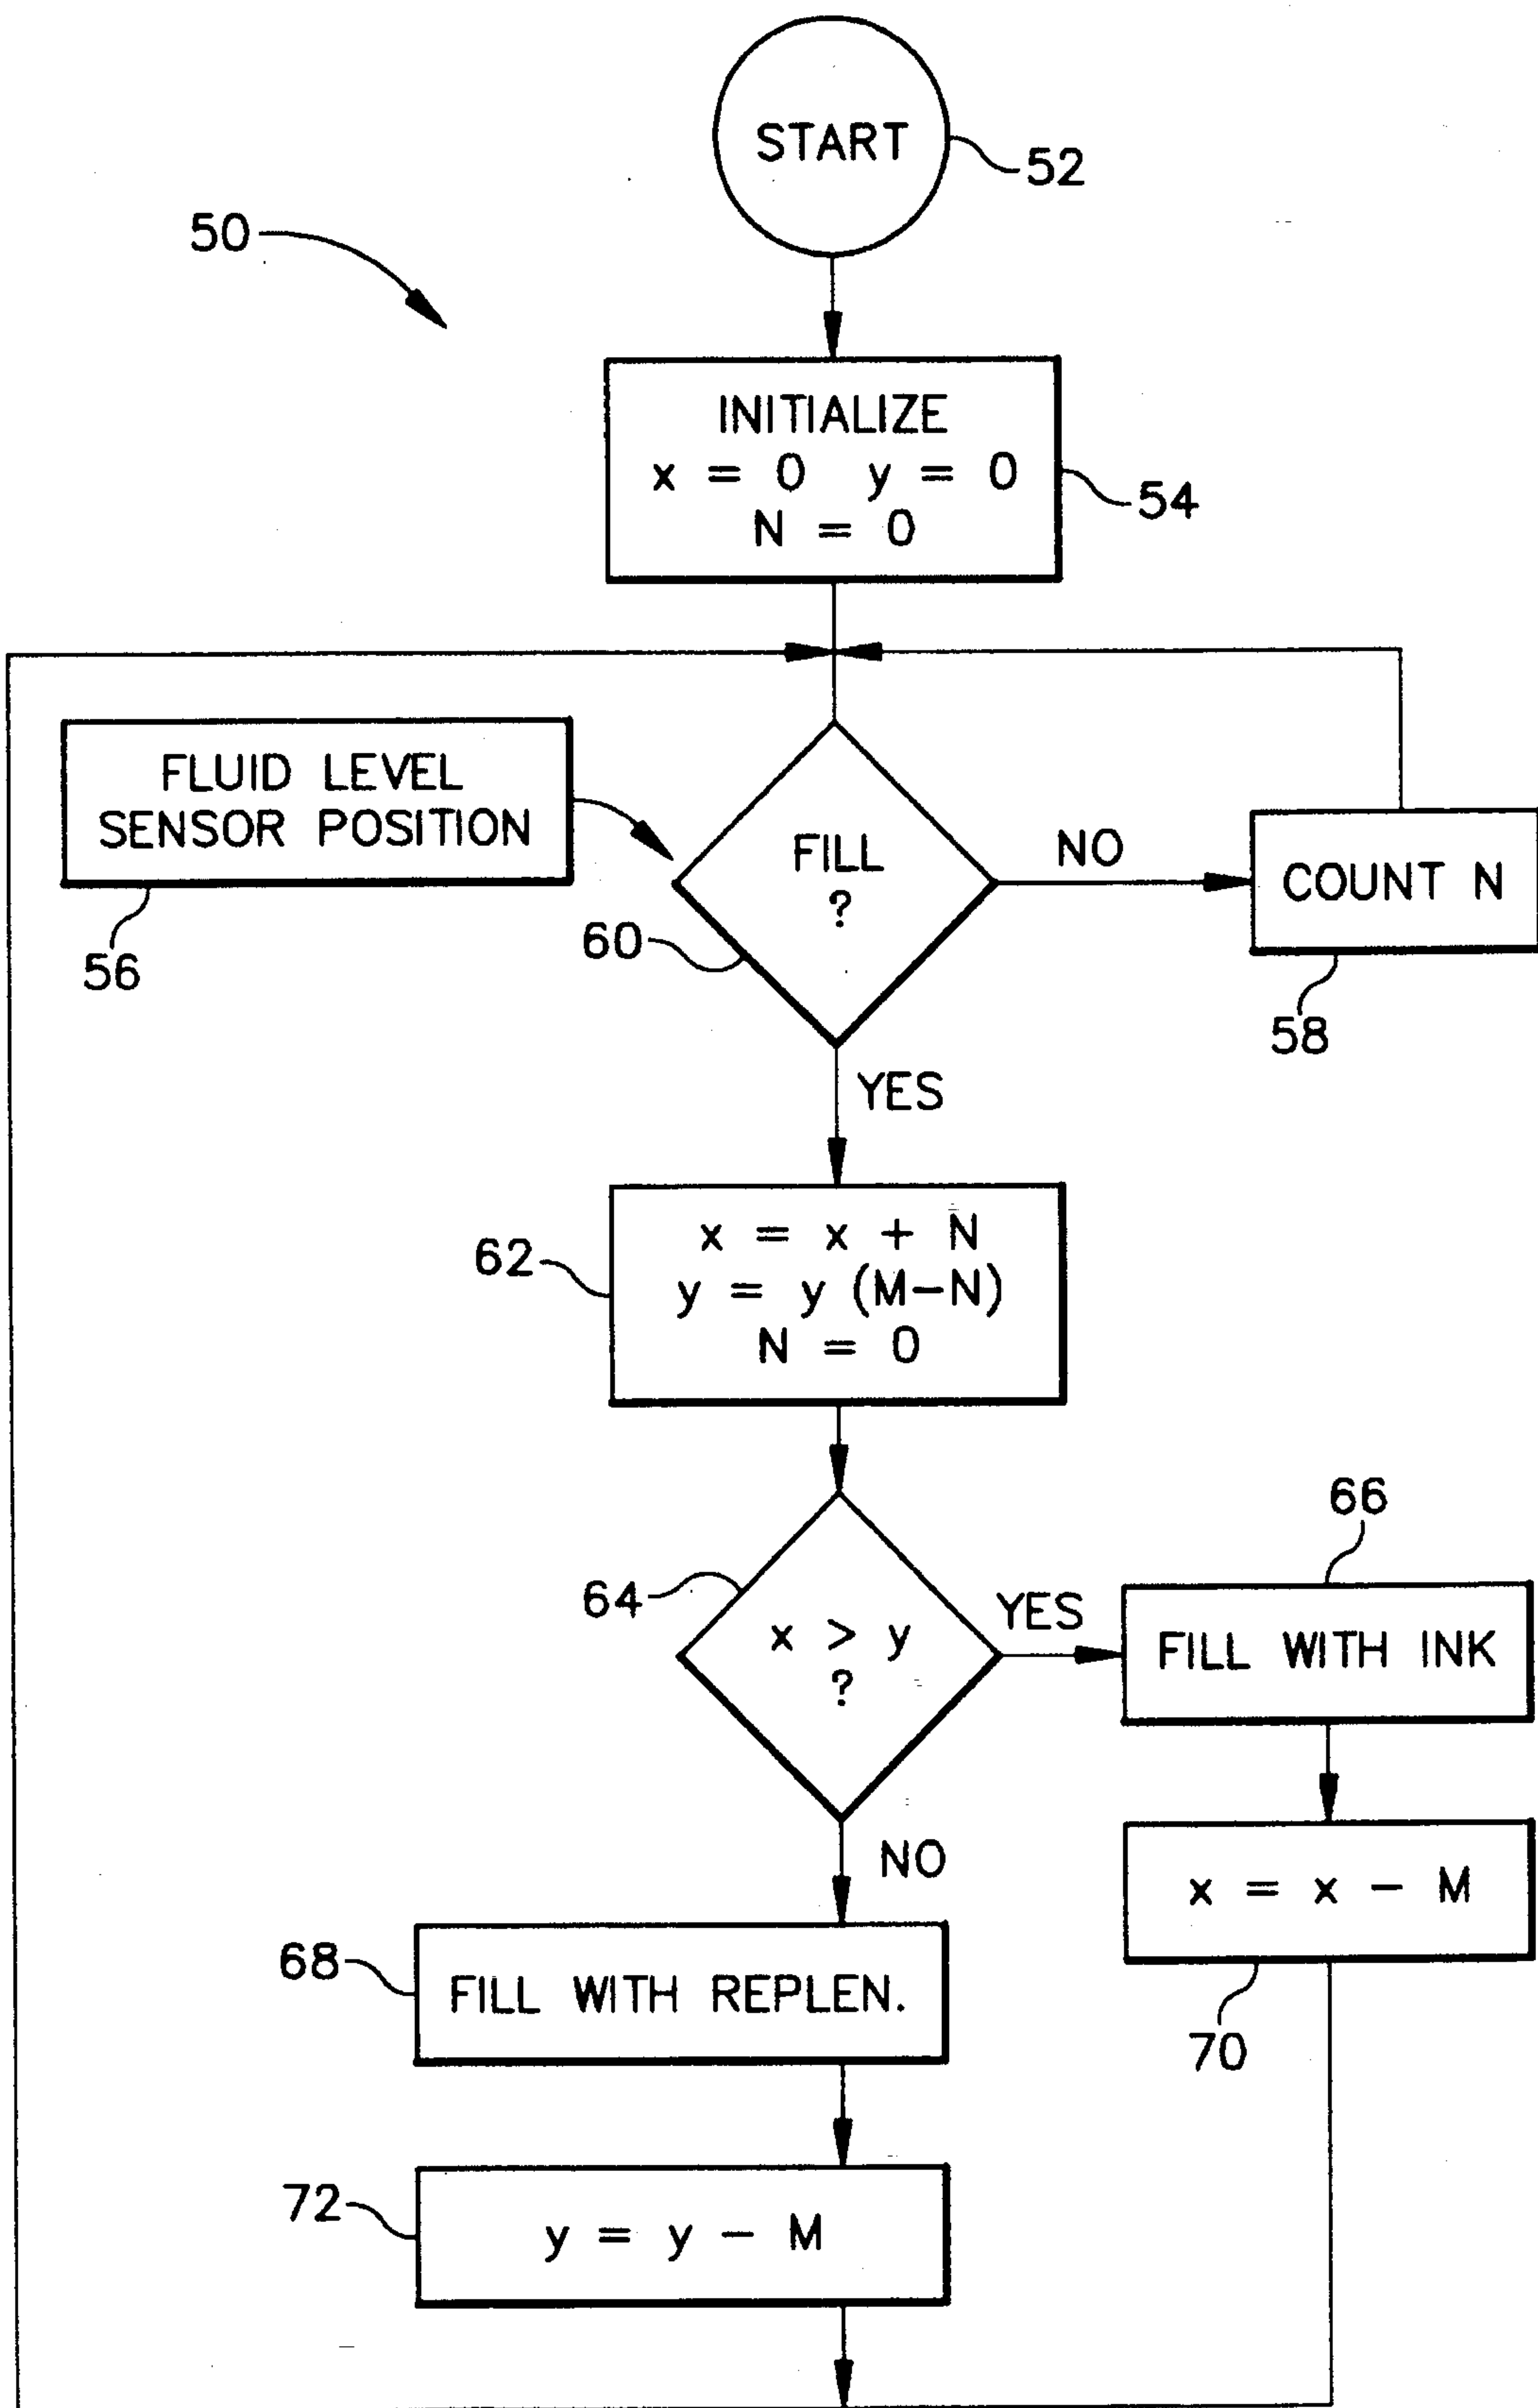 START
52
50
INITIALIZE
x = 0 y = 0
N = 0
54
FLUID LEVEL
SENSOR POSITION
56
FILL
?
60
NO
COUNT N
58
YES
x = x + N
y = y (M-N)
N = 0
62
64
x > y
?
YES
66
FILL WITH INK
NO
x = x - M
70
68
FILL WITH REPLEN.
72
y = y - M